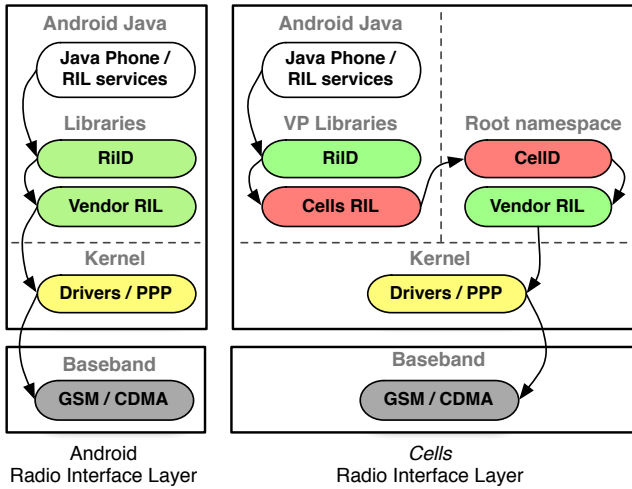 Android Java
Java Phone /
RIL services
Libraries
RilD
Vendor RIL
Kernel
Drivers / PPP
Baseband
GSM / CDMA
Android
Radio Interface Layer
Android Java
Java Phone /
RIL services
VP Libraries
RilD
Cells RIL
Root namespace
CellD
Vendor RIL
Kernel
Drivers / PPP
Baseband
GSM / CDMA
Cells
Radio Interface Layer